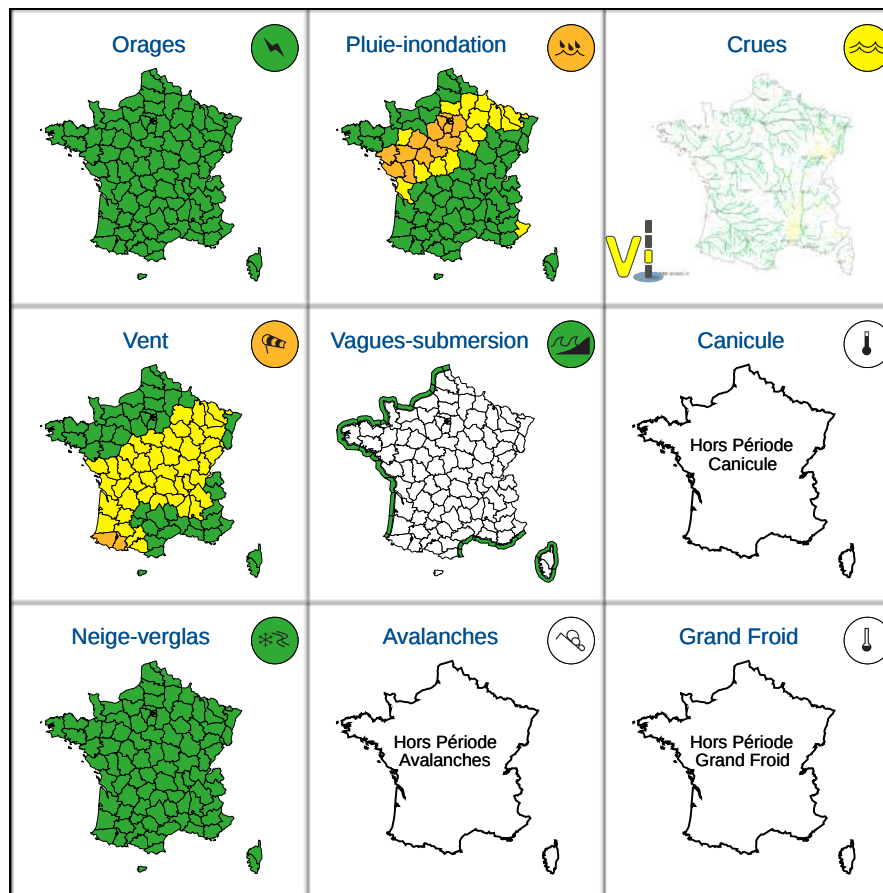 Orages
Pluie-inondation
Crues
Vi
Vent
Vagues-submersion
Canicule
Hors Période
Canicule
Neige-verglas
Avalanches
Grand Froid
Hors Période
Avalanches
Hors Période
Grand Froid